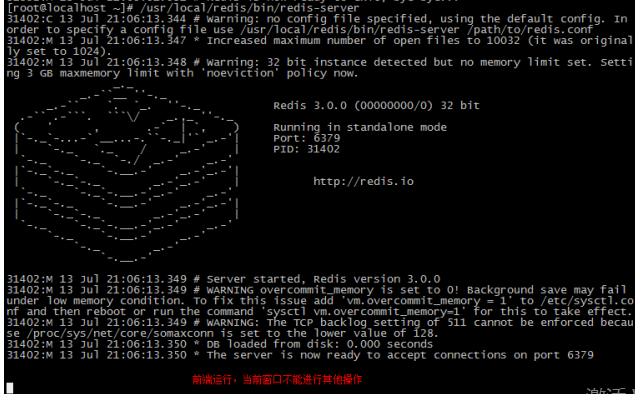 [root@localhost ~]# /usr/local/redis/bin/redis-server
31402:C 13 Jul 21:06:13.344 # Warning: no config file specified, using the default config. In
order to specify a config file use /usr/local/redis/bin/redis-server /path/to/redis.conf
31402:M 13 Jul 21:06:13.347 * Increased maximum number of open files to 10032 (it was original
ly set to 1024).
31402:M 13 Jul 21:06:13.348 # Warning: 32 bit instance detected but no memory limit set. Setti
ng 3 GB maxmemory limit with 'noeviction' policy now.
Redis 3.0.0 (00000000/0) 32 bit
Running in standalone mode
Port: 6379
PID: 31402
http://redis.io
31402:M 13 Jul 21:06:13.349 # Server started, Redis version 3.0.0
31402:M 13 Jul 21:06:13.349 # WARNING overcommit_memory is set to 0! Background save may fail
under low memory condition. To fix this issue add 'vm.overcommit_memory = 1' to /etc/sysctl.co
nf and then reboot or run the command 'sysctl vm.overcommit_memory=1' for this to take effect.
31402:M 13 Jul 21:06:13.349 # WARNING: The TCP backlog setting of 511 cannot be enforced becau
se /proc/sys/net/core/somaxconn is set to the lower value of 128.
31402:M 13 Jul 21:06:13.350 * DB loaded from disk: 0.000 seconds
31402:M 13 Jul 21:06:13.350 * The server is now ready to accept connections on port 6379
前端运行，当前窗口不能进行其他操作